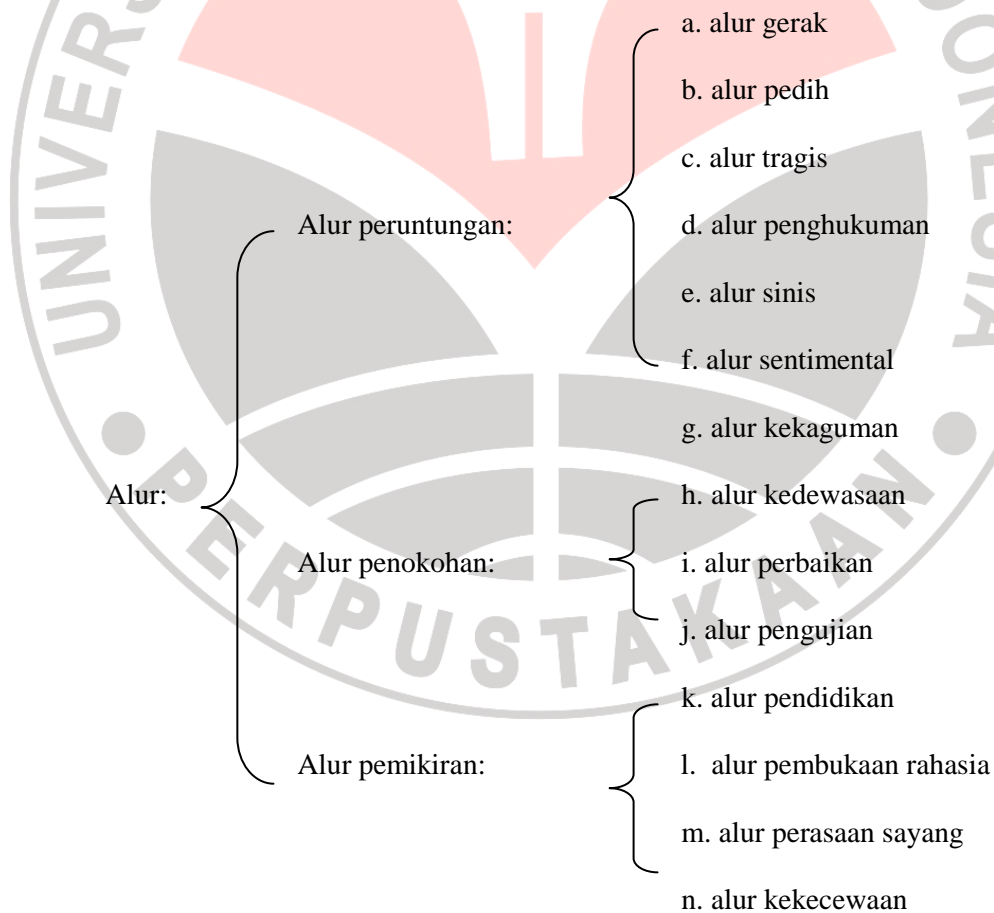 a. alur gerak
b. alur pedih
c. alur tragis
Alur peruntungan: d. alur penghukuman
e. alur sinis
f. alur sentimental
g. alur kekaguman
Alur: h. alur kedewasaan
Alur penokohan: i. alur perbaikan
j. alur pengujian
k. alur pendidikan
Alur pemikiran: l. alur pembukaan rahasia
m. alur perasaan sayang
n. alur kekecewaan
PERPUSTAKAAN